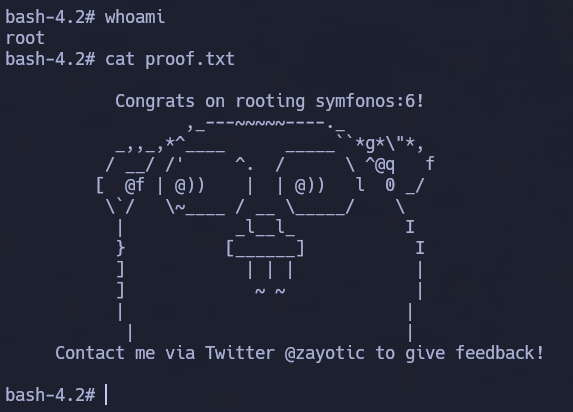 bash-4.2# whoami
root
bash-4.2# cat proof.txt

           Congrats on rooting symfonos:6!
                  ,_---~~~~~----._
           _,,_,*^____      _____``*g*\"*,
          / __/ /'     ^.  /      \ ^@q   f
         [  @f | @))    |  | @))   l  0 _/
          \`/   \~____ / __ \_____/    \
           |           _l__l_           I
           }          [______]           I
           ]            | | |            |
           ]             ~ ~             |
           |                            |
            |                           |
     Contact me via Twitter @zayotic to give feedback!

bash-4.2#